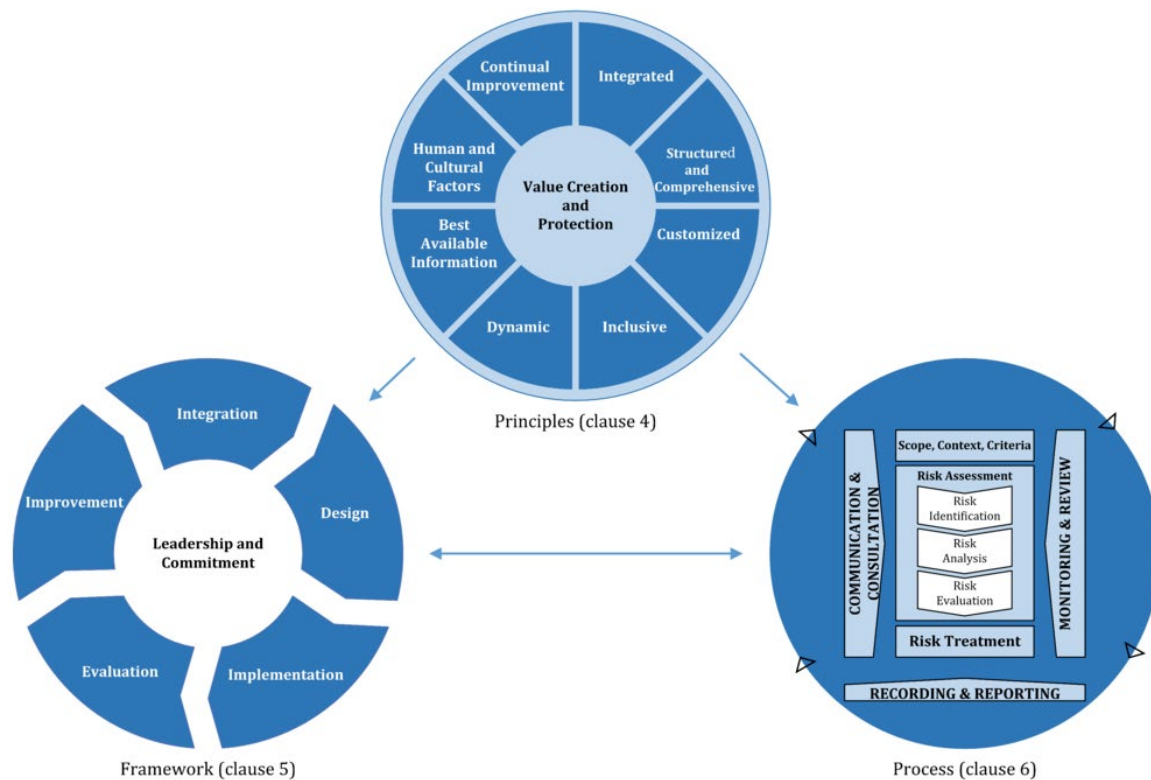 Continual
Improvement
Integrated
Human and
Cultural
Factors
Structured
and
Comprehensive
Value Creation
and
Protection
Best
Available
Information
Customized
Dynamic
Inclusive
Principles (clause 4)
Integration
Improvement
Design
Leadership and
Commitment
Evaluation
Implementation
Framework (clause 5)
COMMUNICATION &
CONSULTATION
Scope, Context, Criteria
Risk Assessment
Risk
Identification
Risk
Analysis
Risk
Evaluation
Risk Treatment
MONITORING & REVIEW
RECORDING & REPORTING
Process (clause 6)